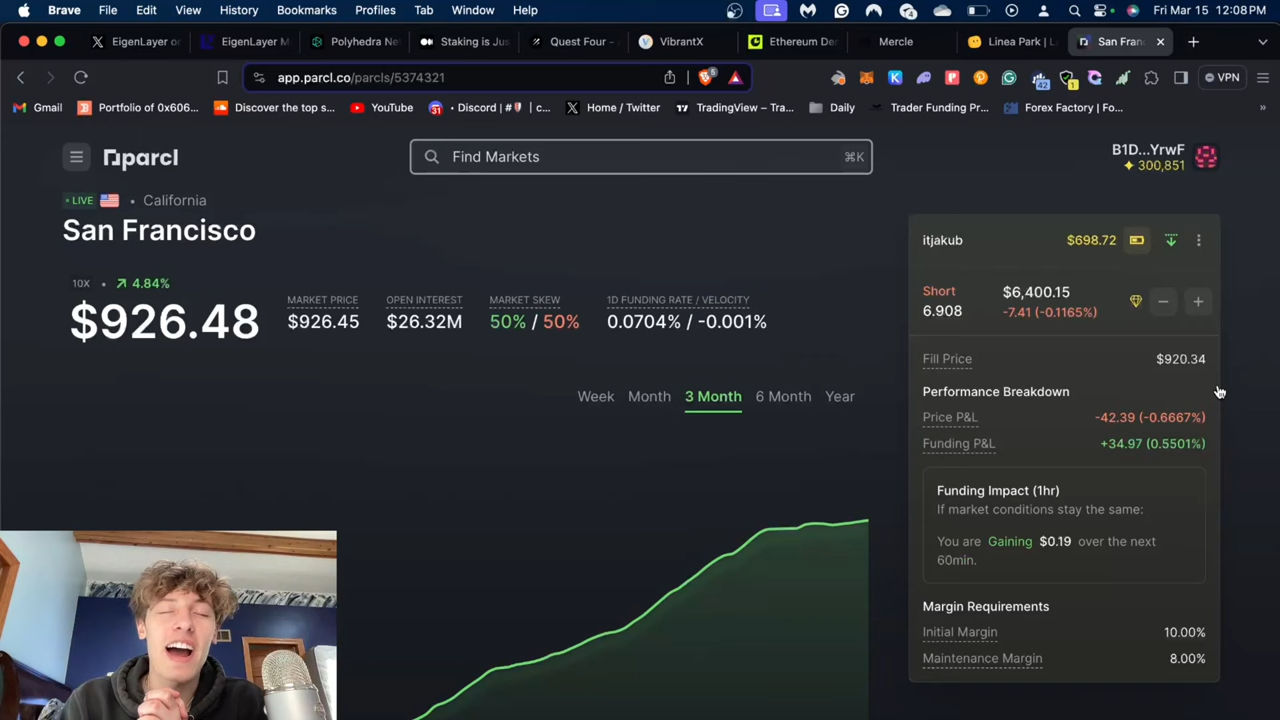 Brave File Edit View History Bookmarks Profiles Tab Window Help Fri Mar 15 12:08 PM
EigenLayer or EigenLayer M Polyhedra Ne Staking is Jus Quest Four - VibrantX Ethereum Der Mercle Linea Park | L San Fran
app.parcl.co/parcls/5374321 VPN
Gmail Portfolio of 0x606... Discover the top s... YouTube • Discord | #🎙 | c... Home / Twitter TradingView – Tra... Daily Trader Funding Pr... Forex Factory | Fo... »
parcl
Find Markets ⌘K
B1D...YrwF
300,851
LIVE • California
San Francisco
10X • 4.84%
$926.48
MARKET PRICE
$926.45
OPEN INTEREST
$26.32M
MARKET SKEW
50% / 50%
1D FUNDING RATE / VELOCITY
0.0704% / -0.001%
Week Month 3 Month 6 Month Year
itjakub $698.72
Short $6,400.15
6.908 -7.41 (-0.1165%)
Fill Price $920.34
Performance Breakdown
Price P&L -42.39 (-0.6667%)
Funding P&L +34.97 (0.5501%)
Funding Impact (1hr)
If market conditions stay the same:
You are Gaining $0.19 over the next
60min.
Margin Requirements
Initial Margin 10.00%
Maintenance Margin 8.00%